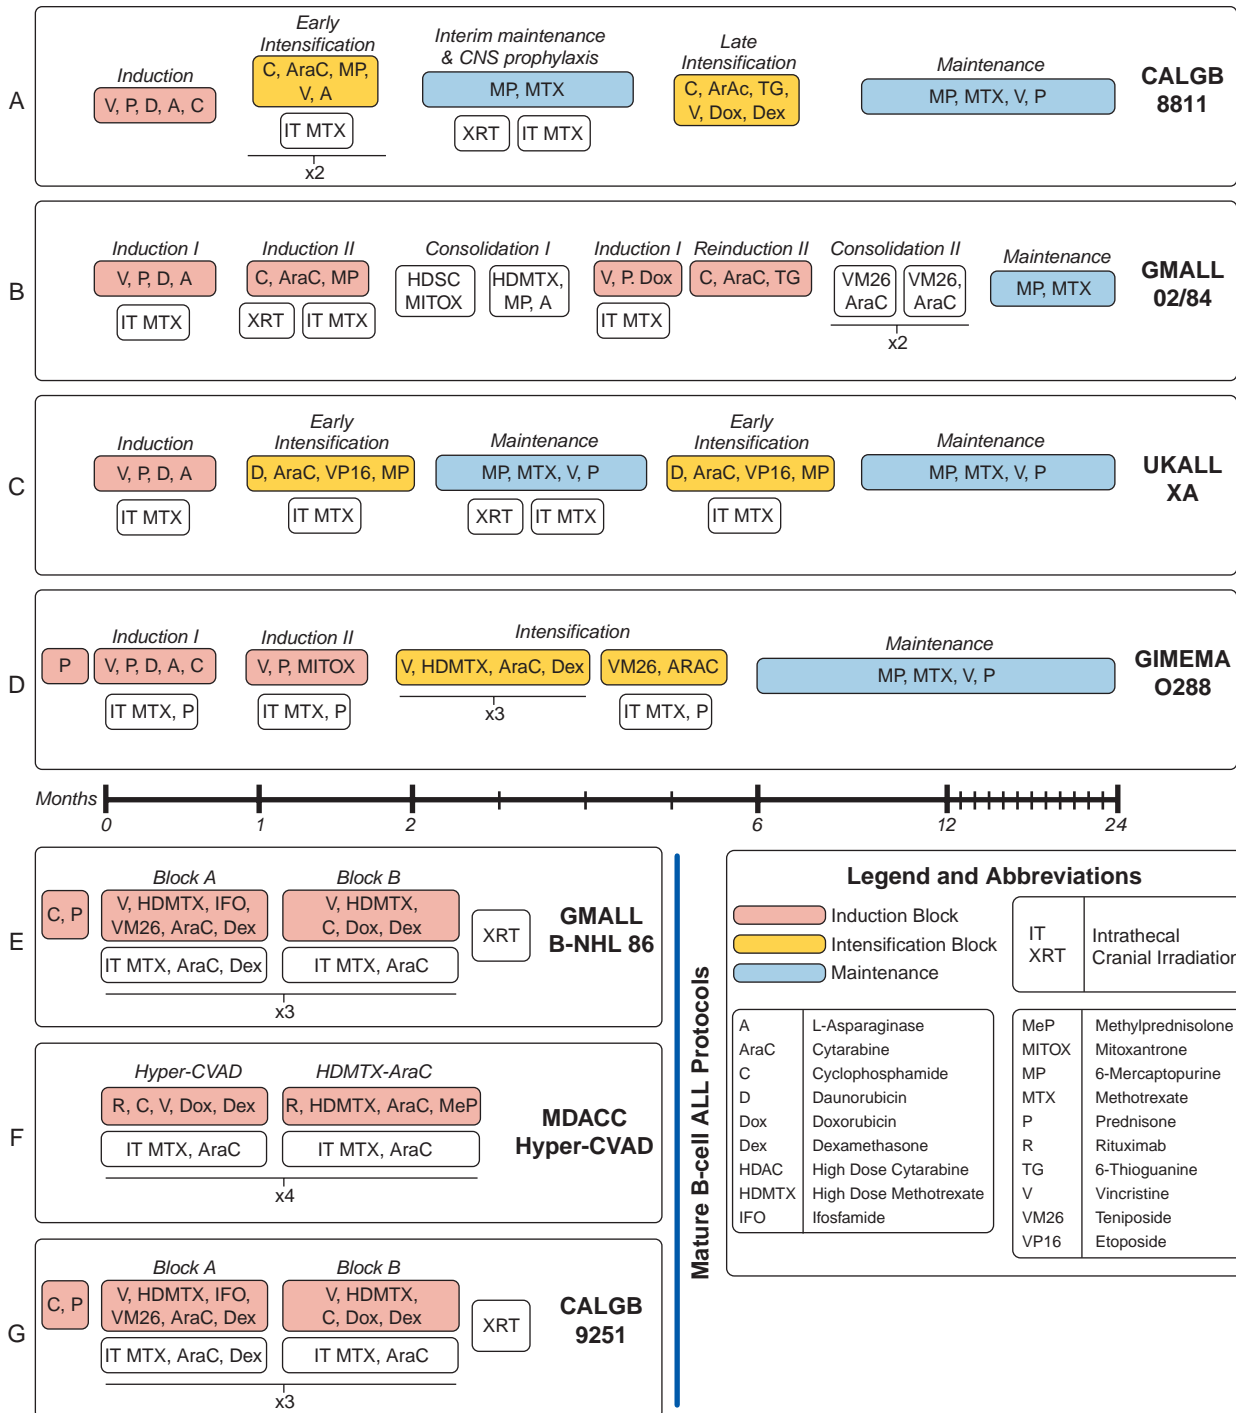 A
Induction
V, P, D, A, C
Early
Intensification
C, AraC, MP,
V, A
IT MTX
x2
Interim maintenance
& CNS prophylaxis
MP, MTX
XRT
IT MTX
Late
Intensification
C, ArAc, TG,
V, Dox, Dex
Maintenance
MP, MTX, V, P
CALGB
8811
B
Induction I
V, P, D, A
IT MTX
Induction II
C, AraC, MP
XRT
IT MTX
Consolidation I
HDSC
MITOX
HDMTX,
MP, A
Induction I
V, P. Dox
IT MTX
Reinduction II
C, AraC, TG
Consolidation II
VM26
AraC
VM26,
AraC
x2
Maintenance
MP, MTX
GMALL
02/84
C
Induction
V, P, D, A
IT MTX
Early
Intensification
D, AraC, VP16, MP
IT MTX
Maintenance
MP, MTX, V, P
XRT
IT MTX
Early
Intensification
D, AraC, VP16, MP
IT MTX
Maintenance
MP, MTX, V, P
UKALL
XA
D
P
Induction I
V, P, D, A, C
IT MTX, P
Induction II
V, P, MITOX
IT MTX, P
Intensification
V, HDMTX, AraC, Dex
x3
VM26, ARAC
IT MTX, P
Maintenance
MP, MTX, V, P
GIMEMA
O288
Months
0
1
2
6
12
24
E
C, P
Block A
V, HDMTX, IFO,
VM26, AraC, Dex
IT MTX, AraC, Dex
Block B
V, HDMTX,
C, Dox, Dex
IT MTX, AraC
x3
XRT
GMALL
B-NHL 86
F
Hyper-CVAD
R, C, V, Dox, Dex
IT MTX, AraC
HDMTX-AraC
R, HDMTX, AraC, MeP
IT MTX, AraC
x4
MDACC
Hyper-CVAD
G
C, P
Block A
V, HDMTX, IFO,
VM26, AraC, Dex
IT MTX, AraC, Dex
Block B
V, HDMTX,
C, Dox, Dex
IT MTX, AraC
x3
XRT
CALGB
9251
Mature B-cell ALL Protocols
Legend and Abbreviations
Induction Block
Intensification Block
Maintenance
IT Intrathecal
XRT Cranial Irradiation
A L-Asparaginase
AraC Cytarabine
C Cyclophosphamide
D Daunorubicin
Dox Doxorubicin
Dex Dexamethasone
HDAC High Dose Cytarabine
HDMTX High Dose Methotrexate
IFO Ifosfamide
MeP Methylprednisolone
MITOX Mitoxantrone
MP 6-Mercaptopurine
MTX Methotrexate
P Prednisone
R Rituximab
TG 6-Thioguanine
V Vincristine
VM26 Teniposide
VP16 Etoposide